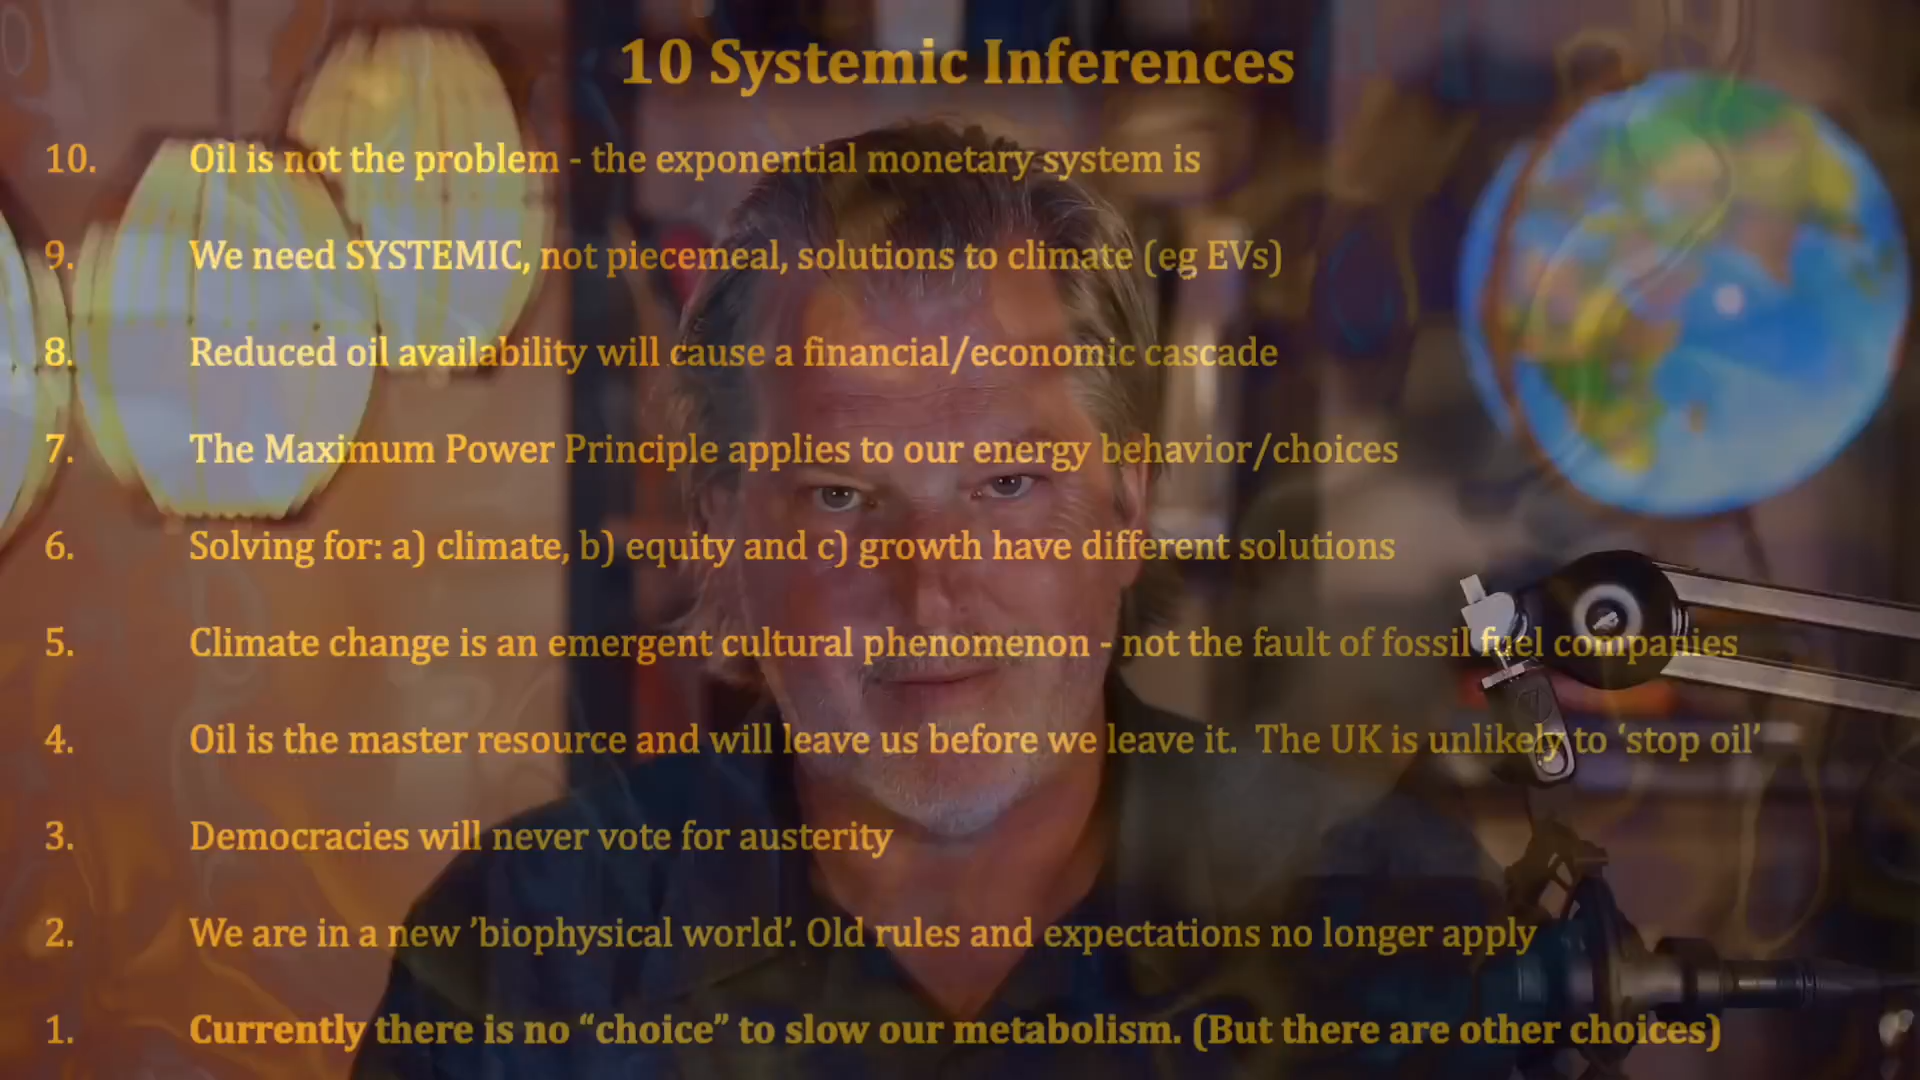 10 Systemic Inferences
10. Oil is not the problem - the exponential monetary system is
9. We need SYSTEMIC, not piecemeal, solutions to climate (eg EVs)
8. Reduced oil availability will cause a financial/economic cascade
7. The Maximum Power Principle applies to our energy behavior/choices
6. Solving for: a) climate, b) equity and c) growth have different solutions
5. Climate change is an emergent cultural phenomenon - not the fault of fossil fuel companies
4. Oil is the master resource and will leave us before we leave it. The UK is unlikely to ‘stop oil’
3. Democracies will never vote for austerity
2. We are in a new ’biophysical world’. Old rules and expectations no longer apply
1. Currently there is no “choice” to slow our metabolism. (But there are other choices)